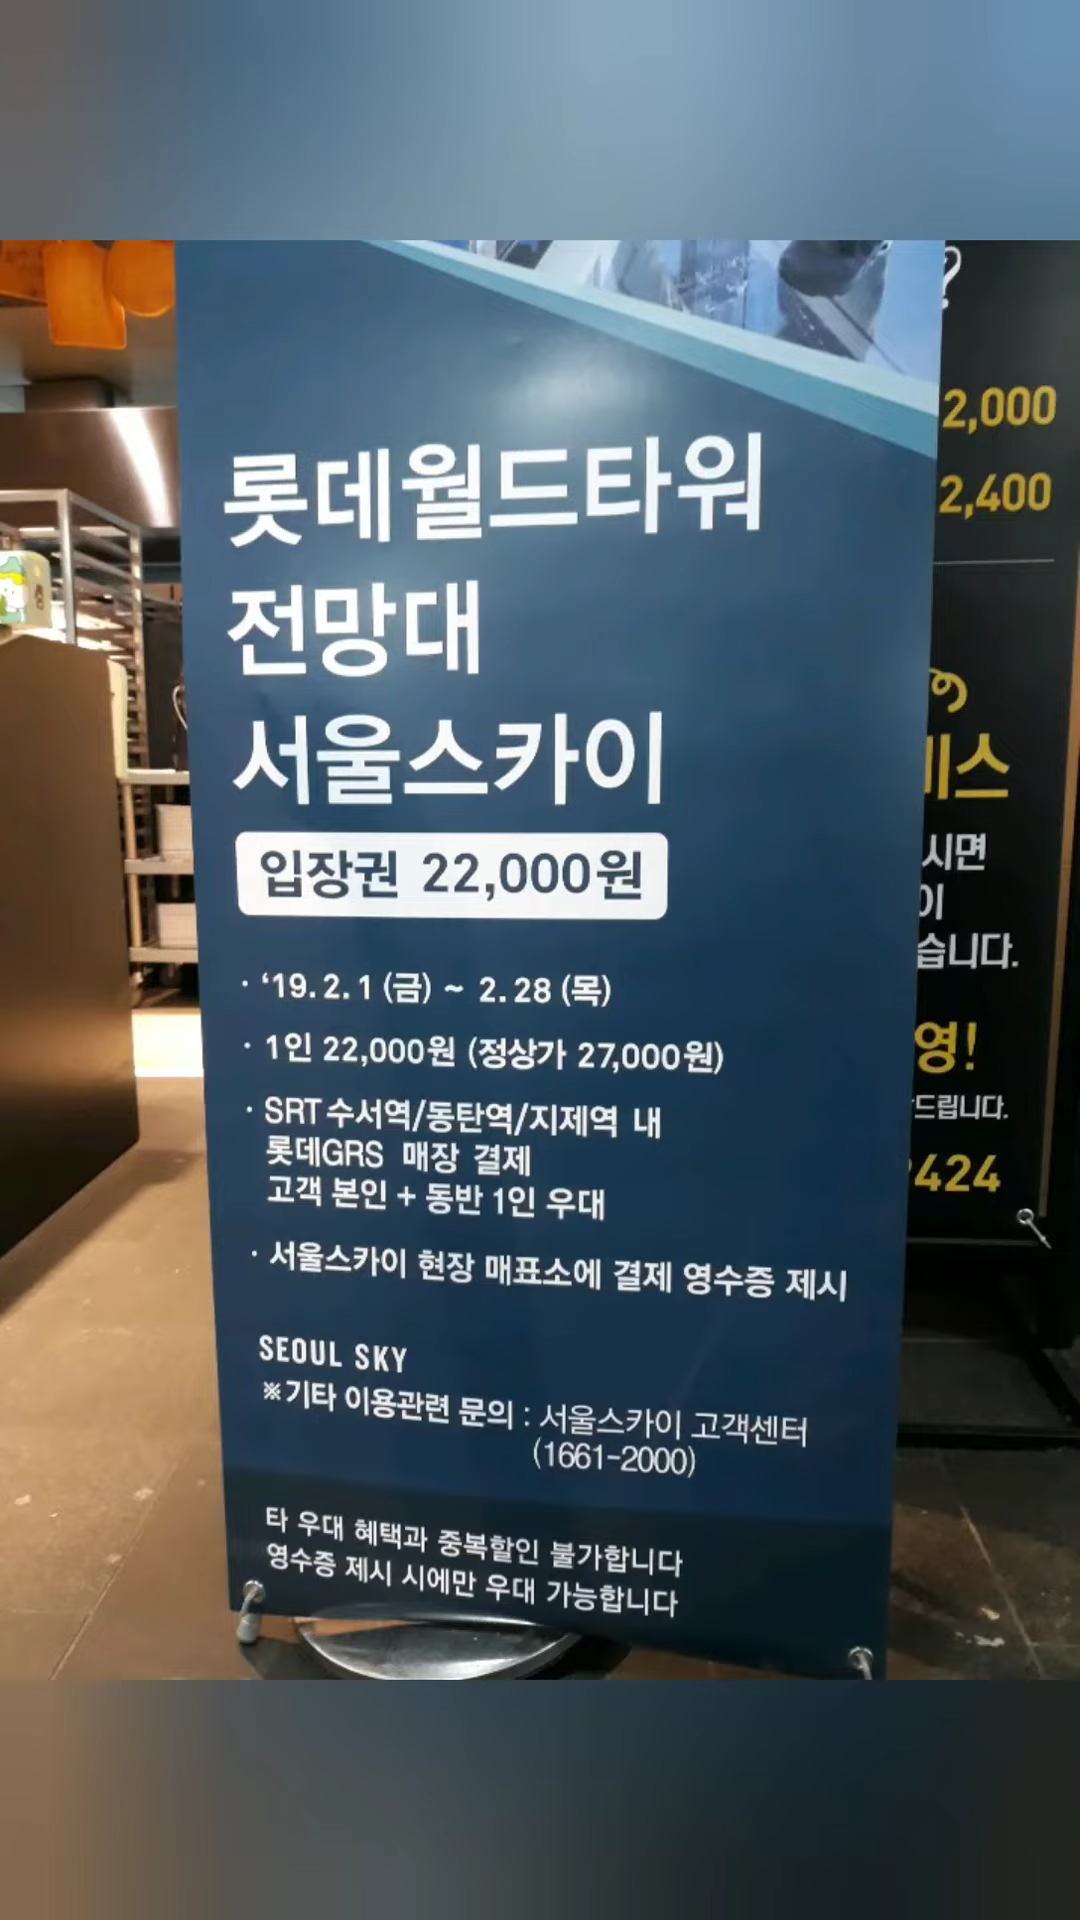 롯데월드타워
전망대
서울스카이
입장권 22,000원
· ‘19. 2. 1 (금) ~ 2. 28 (목)
· 1인 22,000원 (정상가 27,000원)
· SRT 수서역/동탄역/지제역 내
롯데GRS 매장 결제
고객 본인 + 동반 1인 우대
· 서울스카이 현장 매표소에 결제 영수증 제시
SEOUL SKY
※기타 이용관련 문의 : 서울스카이 고객센터
(1661-2000)
타 우대 혜택과 중복할인 불가합니다
영수증 제시 시에만 우대 가능합니다
?
2,000
2,400
시면
이
습니다.
영!
드립니다.
424